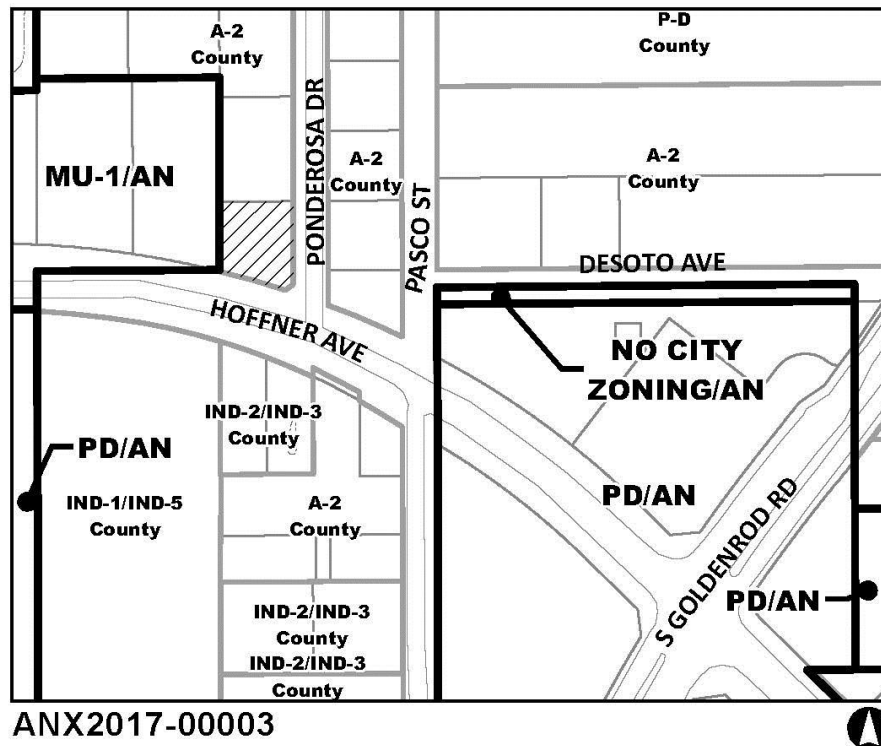 A-2
County
P-D
County
PONDEROSA DR
MU-1/AN
A-2
County
A-2
County
PASCO ST
DESOTO AVE
HOFFNER AVE
NO CITY
ZONING/AN
IND-2/IND-3
County
PD/AN
IND-1/IND-5
County
A-2
County
PD/AN
S GOLDENROD RD
PD/AN
IND-2/IND-3
County
IND-2/IND-3
County
ANX2017-00003